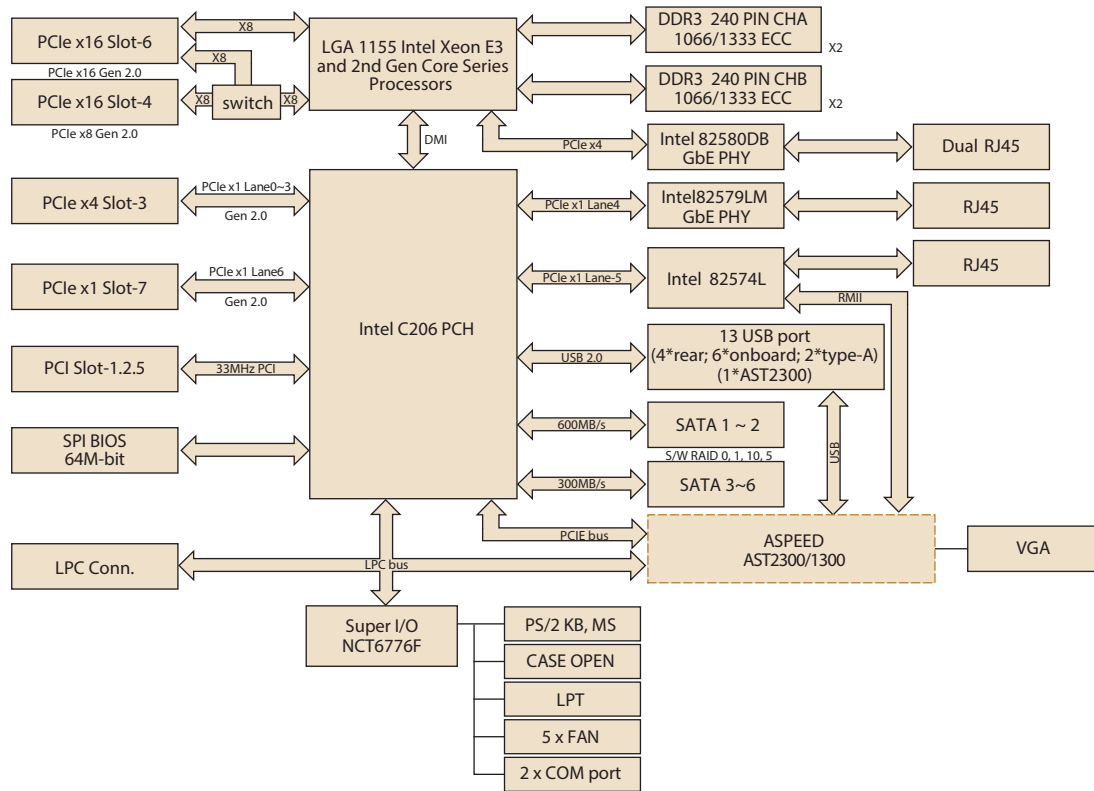 X8
PCIe x16 Slot-6
X8
PCIe x16 Gen 2.0
PCIe x16 Slot-4
X8
switch
X8
PCIe x8 Gen 2.0
LGA 1155 Intel Xeon E3
and 2nd Gen Core Series
Processors
DDR3 240 PIN CHA
1066/1333 ECC
X2
DDR3 240 PIN CHB
1066/1333 ECC
X2
DMI
PCIe x4
Intel 82580DB
GbE PHY
Dual RJ45
PCIe x4 Slot-3
PCIe x1 Lane0~3
Gen 2.0
PCIe x1 Lane4
Intel82579LM
GbE PHY
RJ45
PCIe x1 Slot-7
PCIe x1 Lane6
Gen 2.0
Intel C206 PCH
PCIe x1 Lane-5
Intel 82574L
RJ45
RMII
PCI Slot-1.2.5
33MHz PCI
USB 2.0
13 USB port
(4*rear; 6*onboard; 2*type-A)
(1*AST2300)
SPI BIOS
64M-bit
600MB/s
SATA 1 ~ 2
S/W RAID 0, 1, 10, 5
300MB/s
SATA 3~6
USB
PCIE bus
ASPEED
AST2300/1300
VGA
LPC Conn.
LPC bus
Super I/O
NCT6776F
PS/2 KB, MS
CASE OPEN
LPT
5 x FAN
2 x COM port